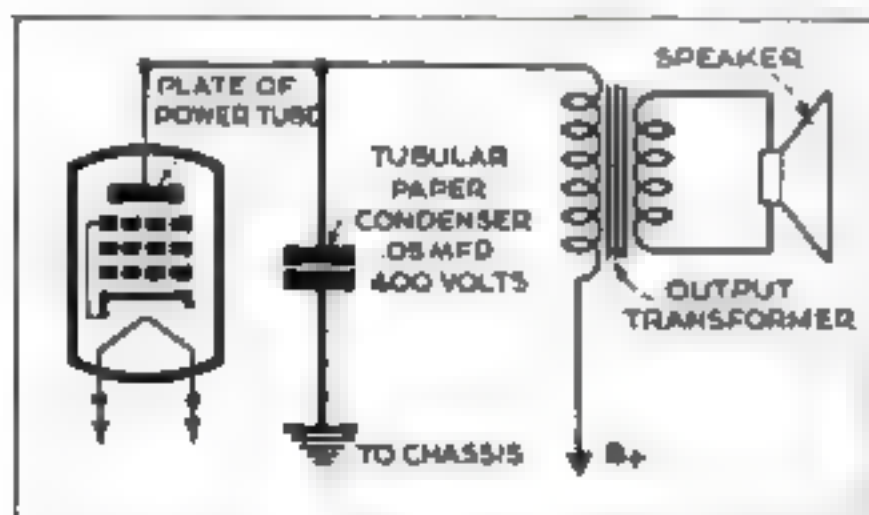 PLATE OF
POWER TUBE
SPEAKER
TUBULAR
PAPER
CONDENSER
.05 MFD
400 VOLTS
OUTPUT
TRANSFORMER
TO CHASSIS
B+